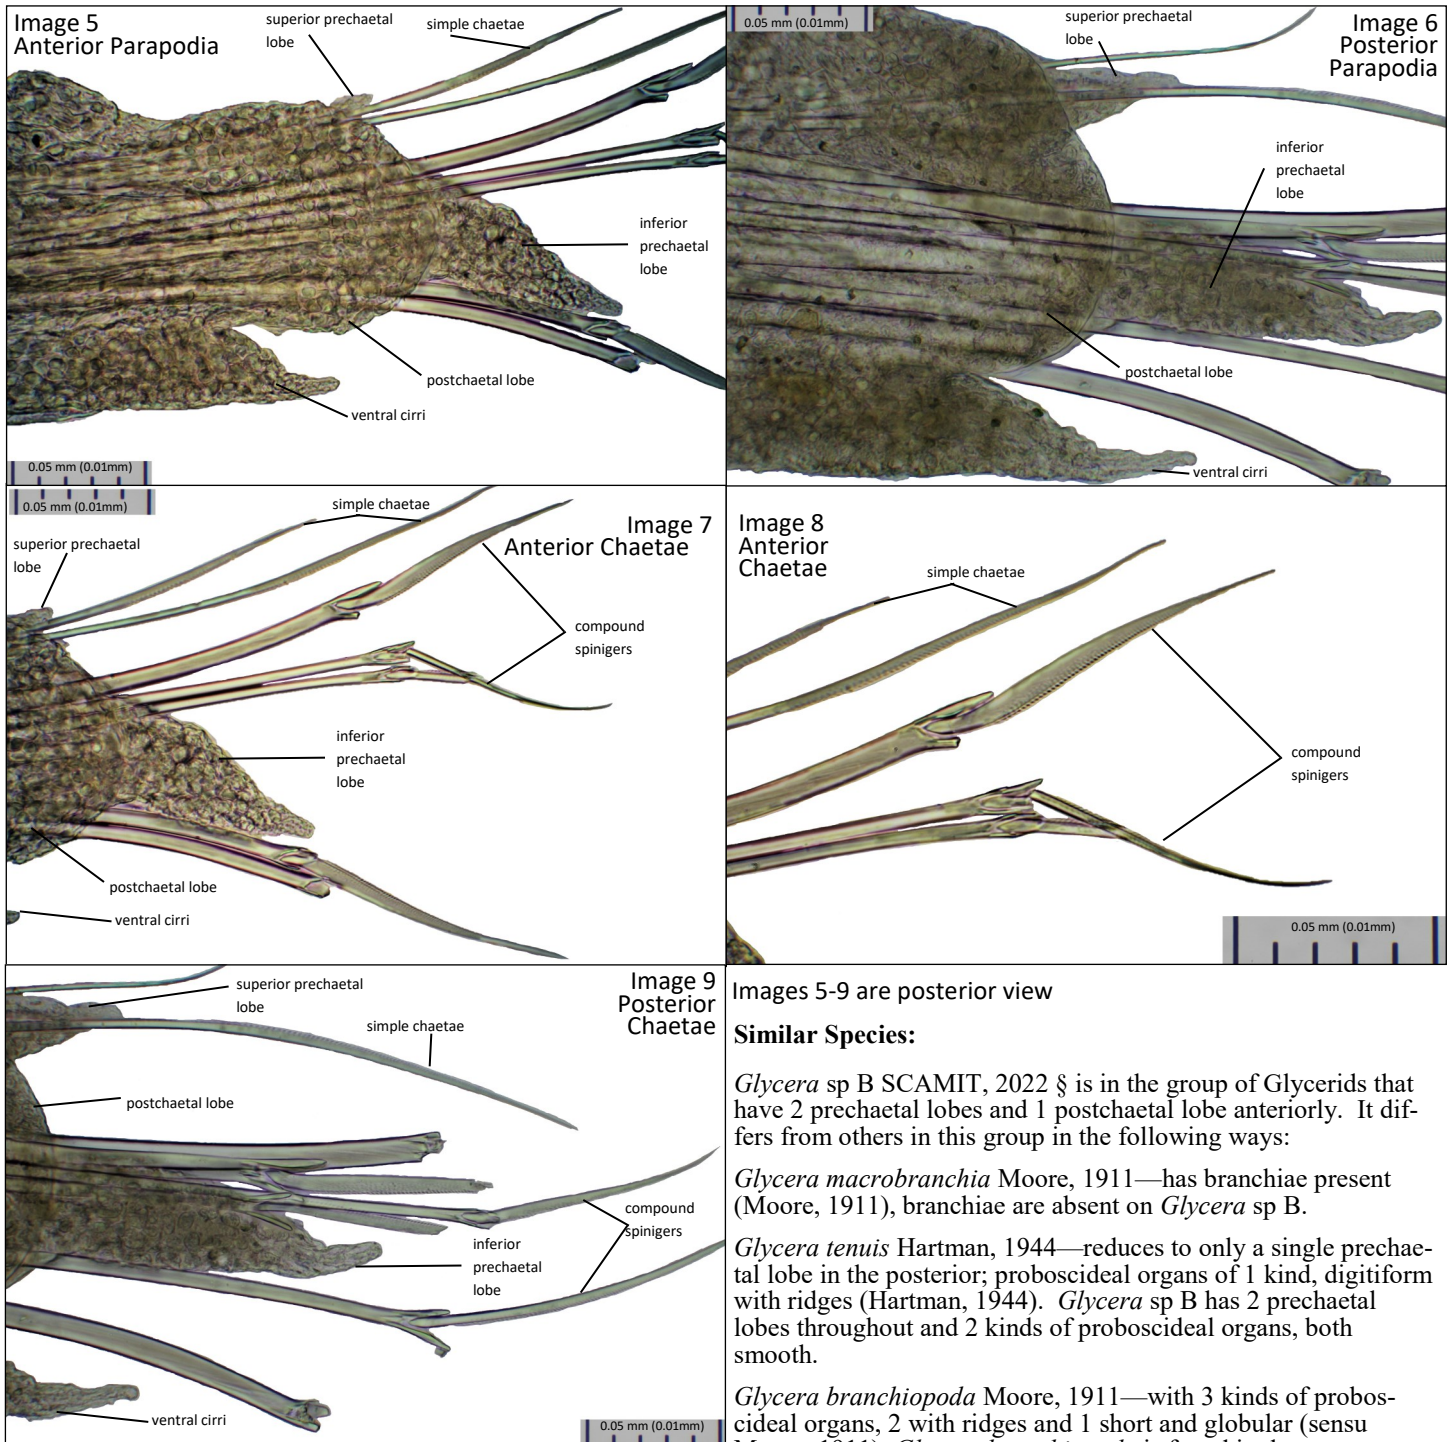 Image 5
Anterior Parapodia
superior prechaetal
lobe
simple chaetae
inferior
prechaetal
lobe
postchaetal lobe
ventral cirri
0.05 mm (0.01mm)
0.05 mm (0.01mm)
superior prechaetal
lobe
Image 6
Posterior
Parapodia
inferior
prechaetal
lobe
postchaetal lobe
ventral cirri
0.05 mm (0.01mm)
simple chaetae
Image 7
Anterior Chaetae
superior prechaetal
lobe
compound
spinigers
inferior
prechaetal
lobe
postchaetal lobe
ventral cirri
Image 8
Anterior
Chaetae
simple chaetae
compound
spinigers
0.05 mm (0.01mm)
superior prechaetal
lobe
Image 9
Posterior
Chaetae
simple chaetae
postchaetal lobe
compound
spinigers
inferior
prechaetal
lobe
ventral cirri
0.05 mm (0.01mm)
Images 5-9 are posterior view
Similar Species:
Glycera sp B SCAMIT, 2022 § is in the group of Glycerids that
have 2 prechaetal lobes and 1 postchaetal lobe anteriorly. It dif-
fers from others in this group in the following ways:
Glycera macrobranchia Moore, 1911—has branchiae present
(Moore, 1911), branchiae are absent on Glycera sp B.
Glycera tenuis Hartman, 1944—reduces to only a single prechae-
tal lobe in the posterior; proboscideal organs of 1 kind, digitiform
with ridges (Hartman, 1944). Glycera sp B has 2 prechaetal
lobes throughout and 2 kinds of proboscideal organs, both
smooth.
Glycera branchiopoda Moore, 1911—with 3 kinds of probos-
cideal organs, 2 with ridges and 1 short and globular (sensu